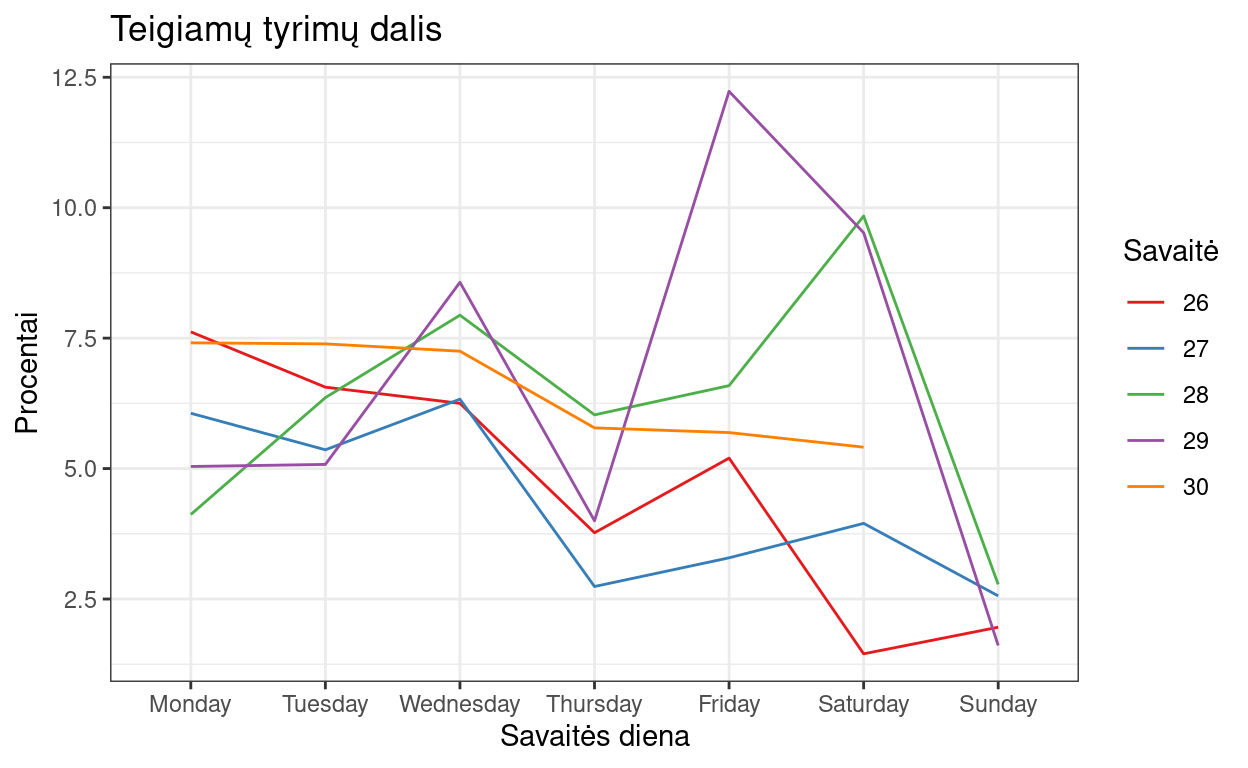 Teigiamų tyrimų dalis
12.5
10.0
7.5
5.0
2.5
Procentai
Monday Tuesday Wednesday Thursday Friday Saturday Sunday
Savaitės diena
Savaitė
26
27
28
29
30